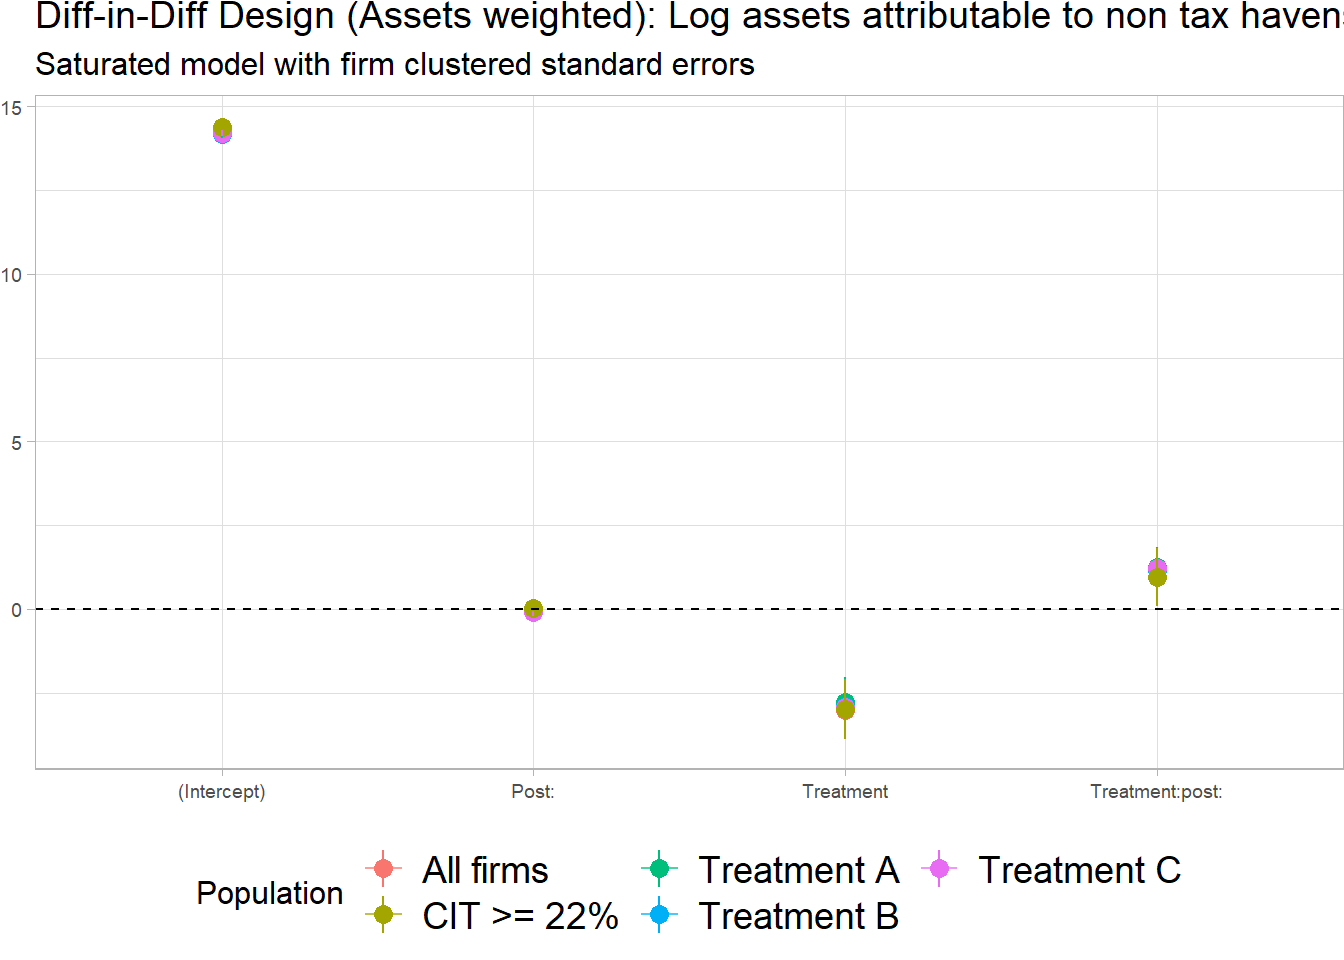 Diff-in-Diff Design (Assets weighted): Log assets attributable to non tax havens
Saturated model with firm clustered standard errors
15
10
5
0
(Intercept) Post: Treatment Treatment:post:
Population
All firms Treatment A Treatment C
CIT >= 22% Treatment B